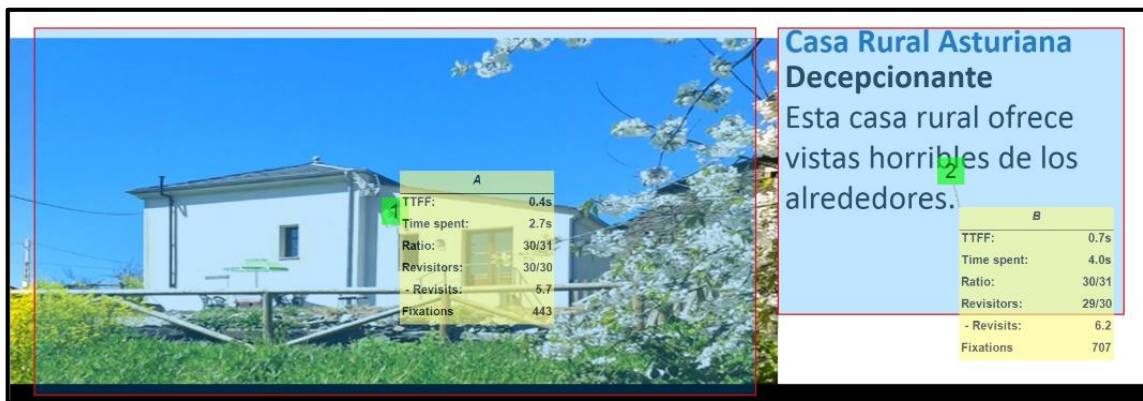 Casa Rural Asturiana
Decepcionante
Esta casa rural ofrece
vistas horribles de los
alrededores.
1
A
TTFF: 0.4s
Time spent: 2.7s
Ratio: 30/31
Revisitors: 30/30
- Revisits: 5.7
Fixations 443
2
B
TTFF: 0.7s
Time spent: 4.0s
Ratio: 30/31
Revisitors: 29/30
- Revisits: 6.2
Fixations 707